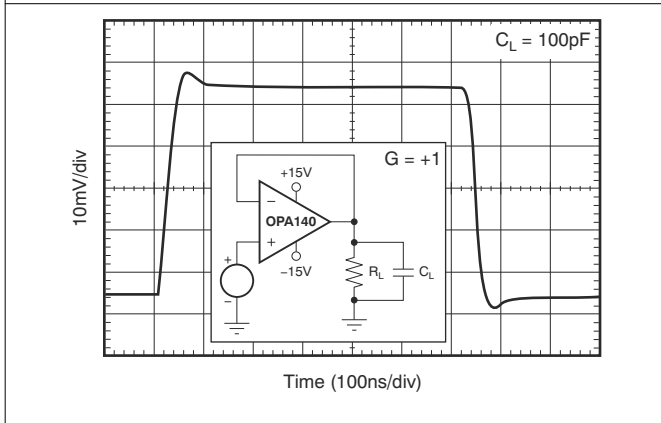 C_L = 100pF
10mV/div
G = +1
+15V
−
OPA140
+
−15V
+
−
R_L
C_L
Time (100ns/div)